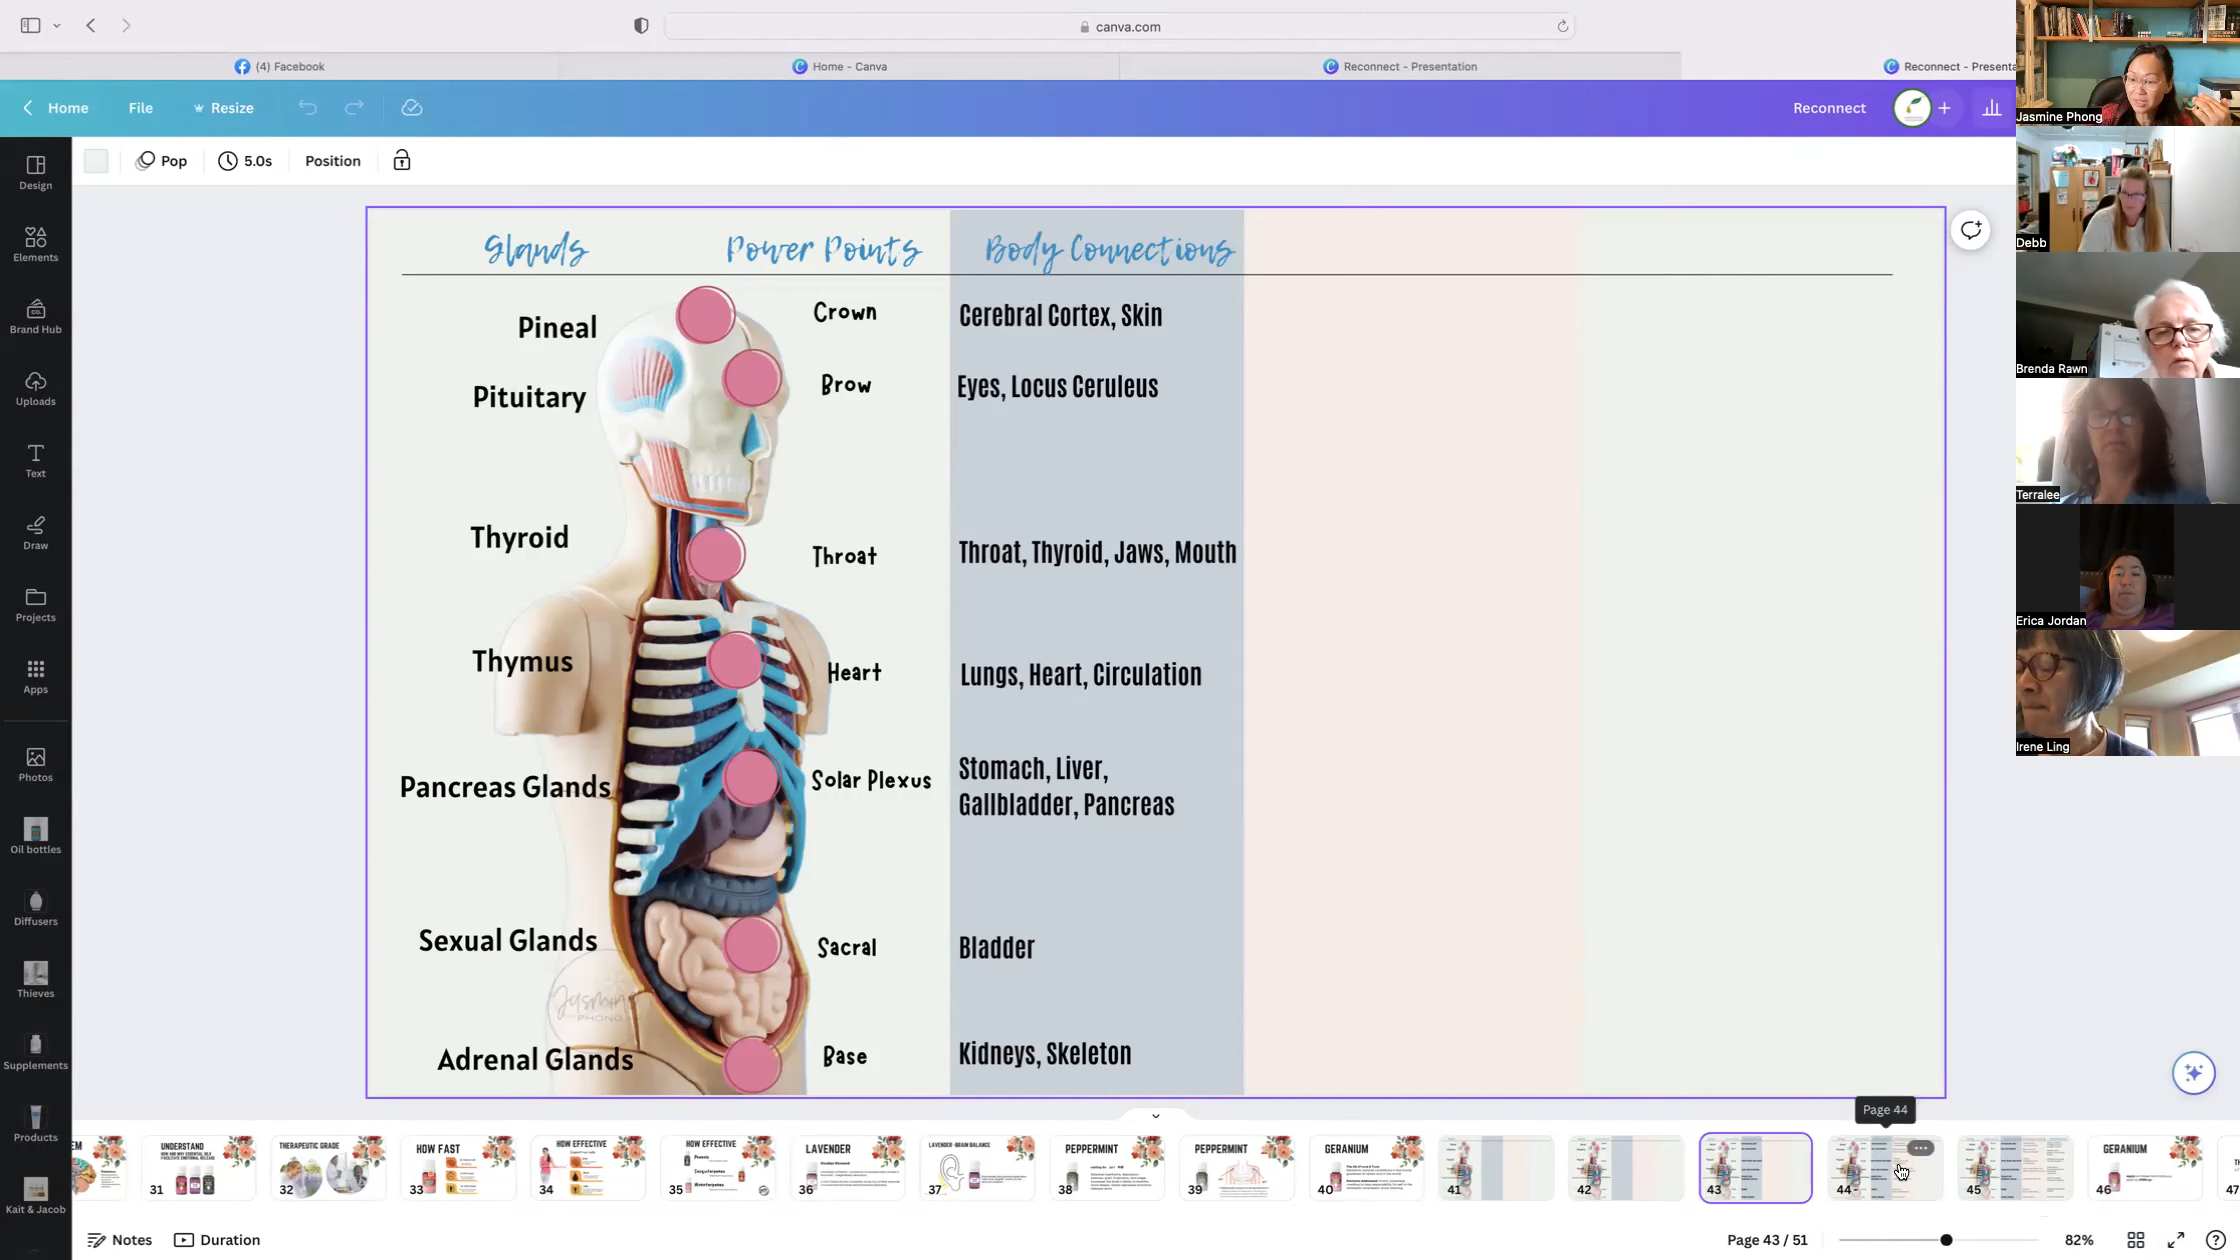 canva.com
(4) Facebook
Home - Canva
Reconnect - Presentation
Reconnect - Presenta
Home
File
Resize
Reconnect
Pop
5.0s
Position
Design
Elements
Brand Hub
Uploads
Text
Draw
Projects
Apps
Photos
Oil bottles
Diffusers
Thieves
Supplements
Products
Kait & Jacob
Glands
Power Points
Body Connections
Pineal
Crown
Cerebral Cortex, Skin
Pituitary
Brow
Eyes, Locus Ceruleus
Thyroid
Throat
Throat, Thyroid, Jaws, Mouth
Thymus
Heart
Lungs, Heart, Circulation
Pancreas Glands
Solar Plexus
Stomach, Liver,
Gallbladder, Pancreas
Sexual Glands
Sacral
Bladder
Jasmine
PHONG
Adrenal Glands
Base
Kidneys, Skeleton
Jasmine Phong
Debb
Brenda Rawn
Terralee
Erica Jordan
Irene Ling
Page 44
UNDERSTAND
31
THERAPEUTIC GRADE
32
HOW FAST
33
HOW EFFECTIVE
34
HOW EFFECTIVE
35
LAVENDER
36
LAVENDER -BRAIN BALANCE
37
PEPPERMINT
38
PEPPERMINT
39
GERANIUM
40
41
42
43
44
45
GERANIUM
46
47
Notes
Duration
Page 43 / 51
82%